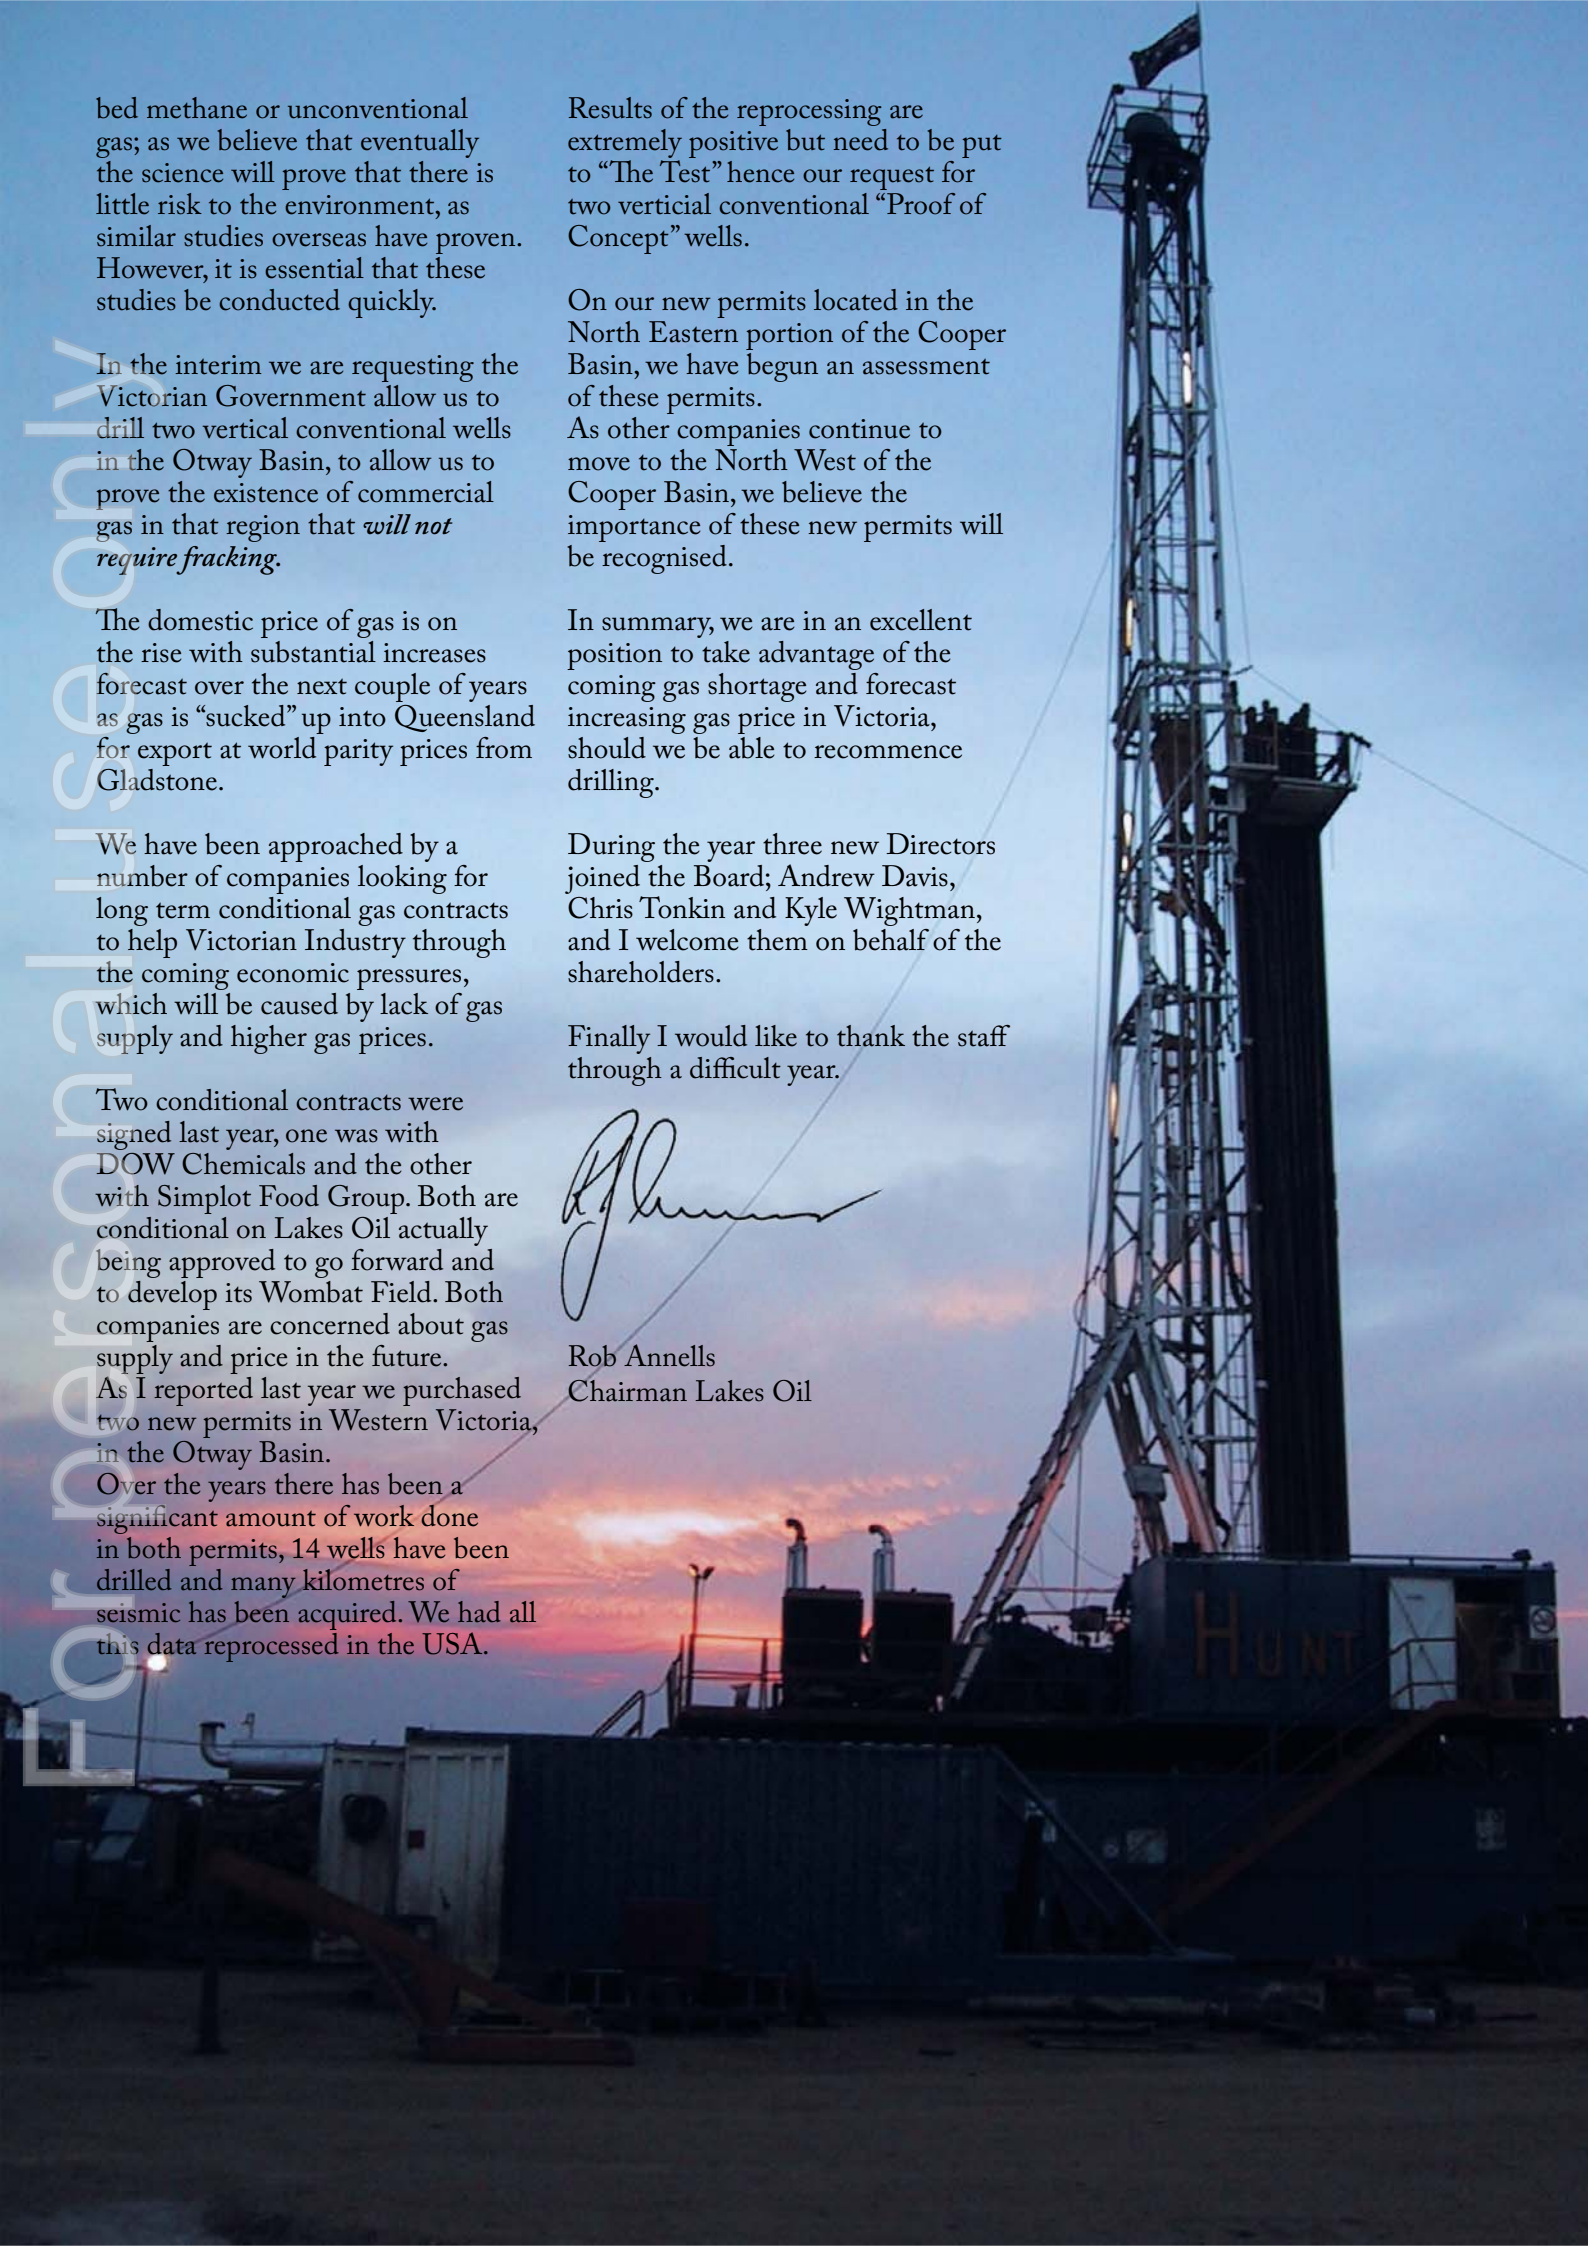 bed methane or unconventional
gas; as we believe that eventually
the science will prove that there is
little risk to the environment, as
similar studies overseas have proven.
However, it is essential that these
studies be conducted quickly.
In the interim we are requesting the
Victorian Government allow us to
drill two vertical conventional wells
in the Otway Basin, to allow us to
prove the existence of commercial
gas in that region that will not
require fracking.
The domestic price of gas is on
the rise with substantial increases
forecast over the next couple of years
as gas is “sucked” up into Queensland
for export at world parity prices from
Gladstone.
We have been approached by a
number of companies looking for
long term conditional gas contracts
to help Victorian Industry through
the coming economic pressures,
which will be caused by lack of gas
supply and higher gas prices.
Two conditional contracts were
signed last year, one was with
DOW Chemicals and the other
with Simplot Food Group. Both are
conditional on Lakes Oil actually
being approved to go forward and
to develop its Wombat Field. Both
companies are concerned about gas
supply and price in the future.
As I reported last year we purchased
two new permits in Western Victoria,
in the Otway Basin.
Over the years there has been a
significant amount of work done
in both permits, 14 wells have been
drilled and many kilometres of
seismic has been acquired. We had all
this data reprocessed in the USA.
Results of the reprocessing are
extremely positive but need to be put
to “The Test” hence our request for
two verticial conventional “Proof of
Concept” wells.
On our new permits located in the
North Eastern portion of the Cooper
Basin, we have begun an assessment
of these permits.
As other companies continue to
move to the North West of the
Cooper Basin, we believe the
importance of these new permits will
be recognised.
In summary, we are in an excellent
position to take advantage of the
coming gas shortage and forecast
increasing gas price in Victoria,
should we be able to recommence
drilling.
During the year three new Directors
joined the Board; Andrew Davis,
Chris Tonkin and Kyle Wightman,
and I welcome them on behalf of the
shareholders.
Finally I would like to thank the staff
through a difficult year.
Rob Annells
Chairman Lakes Oil
HUNT
For personal use only